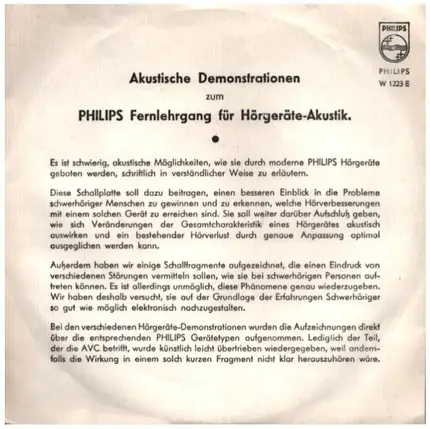 PHILIPS
PHILIPS
W 1223 E
Akustische Demonstrationen
zum
PHILIPS Fernlehrgang für Hörgeräte-Akustik.
Es ist schwierig, akustische Möglichkeiten, wie sie durch moderne PHILIPS Hörgeräte
geboten werden, schriftlich in verständlicher Weise zu erläutern.
Diese Schallplatte soll dazu beitragen, einen besseren Einblick in die Probleme
schwerhöriger Menschen zu gewinnen und zu erkennen, welche Hörverbesserungen
mit einem solchen Gerät zu erreichen sind. Sie soll weiter darüber Aufschluß geben,
wie sich Veränderungen der Gesamtcharakteristik eines Hörgerätes akustisch
auswirken und ein bestehender Hörverlust durch genaue Anpassung optimal
ausgeglichen werden kann.
Außerdem haben wir einige Schallfragmente aufgezeichnet, die einen Eindruck von
verschiedenen Störungen vermitteln sollen, wie sie bei schwerhörigen Personen auf-
treten können. Es ist allerdings unmöglich, diese Phänomene genau wiederzugeben.
Wir haben deshalb versucht, sie auf der Grundlage der Erfahrungen Schwerhöriger
so gut wie möglich elektronisch nachzugestalten.
Bei den verschiedenen Hörgeräte-Demonstrationen wurden die Aufzeichnungen direkt
über die entsprechenden PHILIPS Gerätetypen aufgenommen. Lediglich der Teil,
der die AVC betrifft, wurde künstlich leicht übertrieben wiedergegeben, weil andern-
falls die Wirkung in einem solch kurzen Fragment nicht klar herauszuhören wäre.